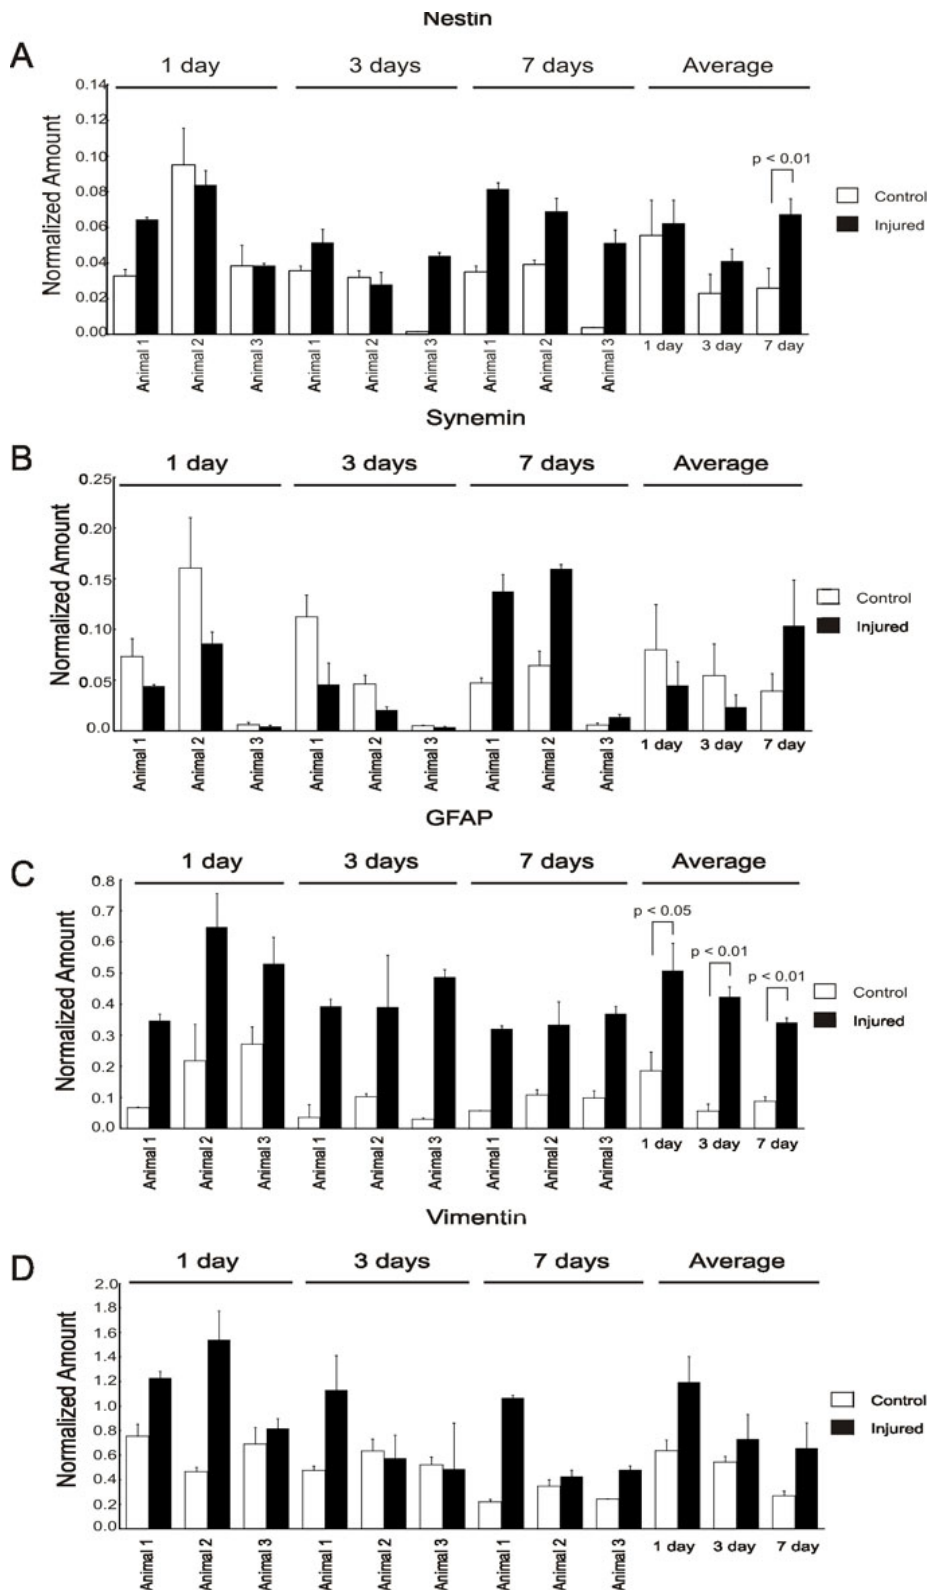 Nestin
A
1 day 3 days 7 days Average
Normalized Amount
0.14
0.10
0.08
0.06
0.04
0.02
0.00
p < 0.01
Control
Injured
Animal 1 Animal 2 Animal 3 Animal 1 Animal 2 Animal 3 Animal 1 Animal 2 Animal 3 1 day 3 day 7 day
Synemin
B
1 day 3 days 7 days Average
Normalized Amount
0.25
0.20
0.15
0.10
0.05
0.0
Control
Injured
Animal 1 Animal 2 Animal 3 Animal 1 Animal 2 Animal 3 Animal 1 Animal 2 Animal 3 1 day 3 day 7 day
GFAP
C
1 day 3 days 7 days Average
Normalized Amount
0.8
0.7
0.6
0.5
0.4
0.3
0.2
0.1
0.0
p < 0.05
p < 0.01
p < 0.01
Control
Injured
Animal 1 Animal 2 Animal 3 Animal 1 Animal 2 Animal 3 Animal 1 Animal 2 Animal 3 1 day 3 day 7 day
Vimentin
D
1 day 3 days 7 days Average
Normalized Amount
2.0
1.8
1.6
1.4
1.2
0.8
0.6
0.4
0.2
0.0
Control
Injured
Animal 1 Animal 2 Animal 3 Animal 1 Animal 2 Animal 3 Animal 1 Animal 2 Animal 3 1 day 3 day 7 day